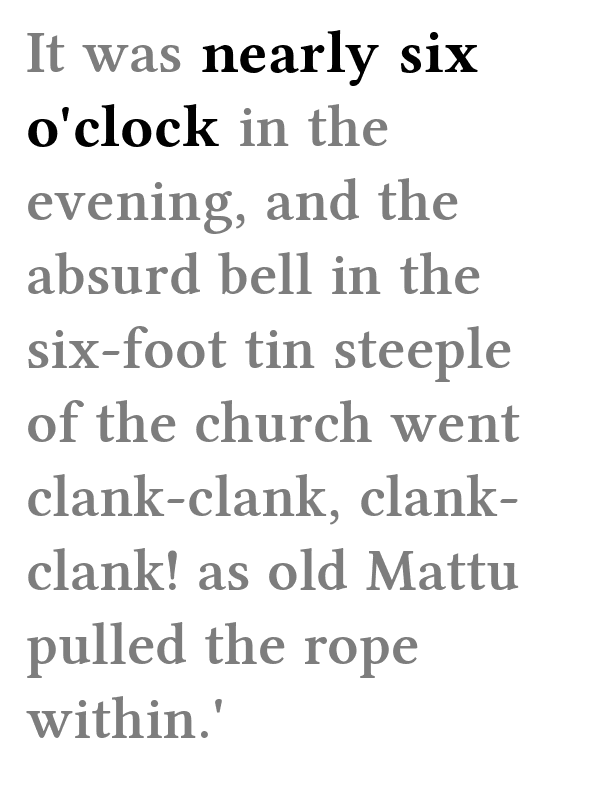 It was nearly six
o'clock in the
evening, and the
absurd bell in the
six-foot tin steeple
of the church went
clank-clank, clank-
clank! as old Mattu
pulled the rope
within.'